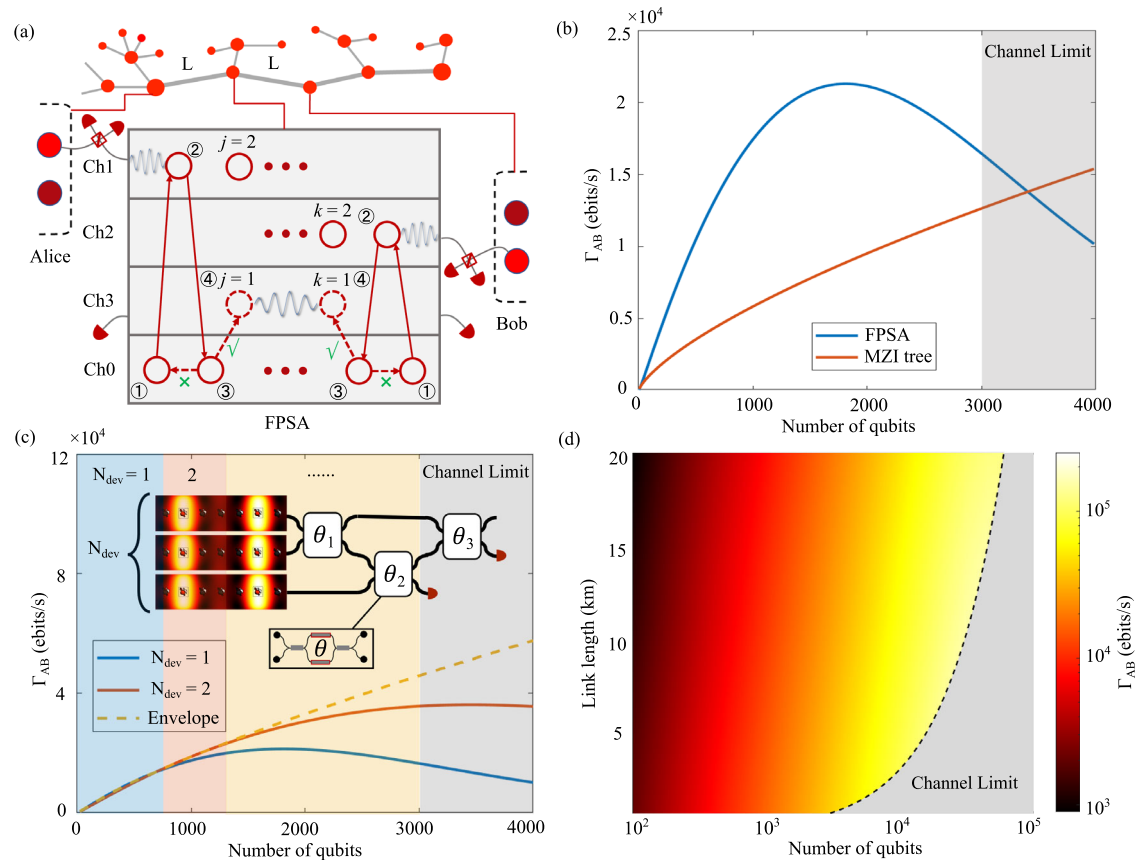 (a)
L
L
Alice
Ch1
②
j = 2
Ch2
k = 2
②
Ch3
④
j = 1
k = 1
④
√
√
Ch0
×
×
①
③
③
①
FPSA
Bob
(b)
×10⁴
Channel Limit
2.5
2
1.5
1
0.5
0
Γ_AB (ebits/s)
FPSA
MZI tree
0
1000
2000
3000
4000
Number of qubits
(c)
×10⁴
N_dev = 1
2
......
Channel Limit
12
8
4
0
Γ_AB (ebits/s)
N_dev
θ₁
θ₂
θ₃
θ
N_dev = 1
N_dev = 2
Envelope
0
1000
2000
3000
4000
Number of qubits
(d)
20
15
10
5
Link length (km)
Channel Limit
10²
10³
10⁴
10⁵
Number of qubits
10⁵
10⁴
10³
Γ_AB (ebits/s)